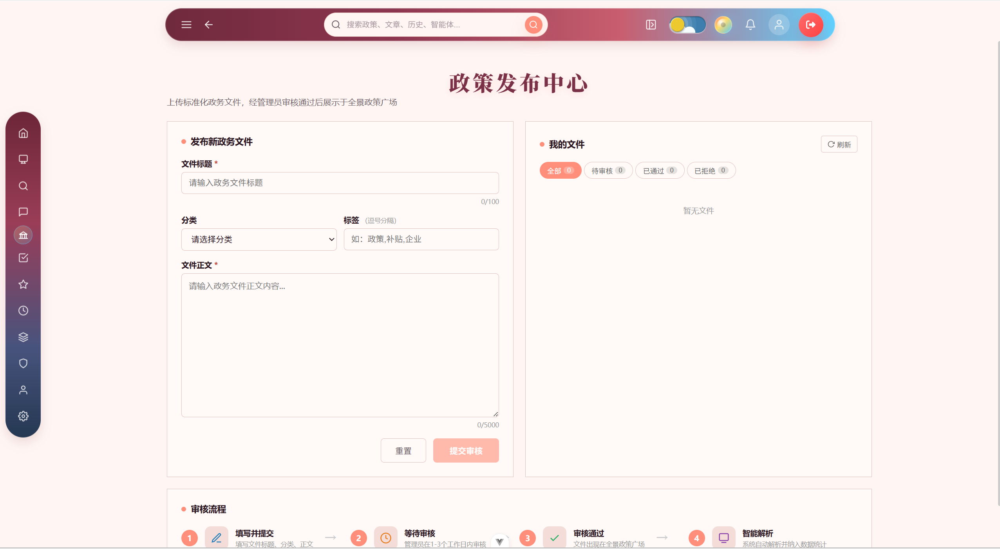 搜索政策、文章、历史、智能体...
政策发布中心
上传标准化政务文件，经管理员审核通过后展示于全景政策广场
发布新政务文件
文件标题 *
请输入政务文件标题
0/100
分类
标签 （逗号分隔）
请选择分类
如：政策,补贴,企业
文件正文 *
请输入政务文件正文内容...
0/5000
重置
提交审核
我的文件
刷新
全部 0
待审核 0
已通过 0
已拒绝 0
暂无文件
审核流程
1
填写并提交
填写文件标题、分类、正文
2
等待审核
管理员在1-3个工作日内审核
3
审核通过
文件出现在全景政策广场
4
智能解析
系统自动解析并纳入数据统计